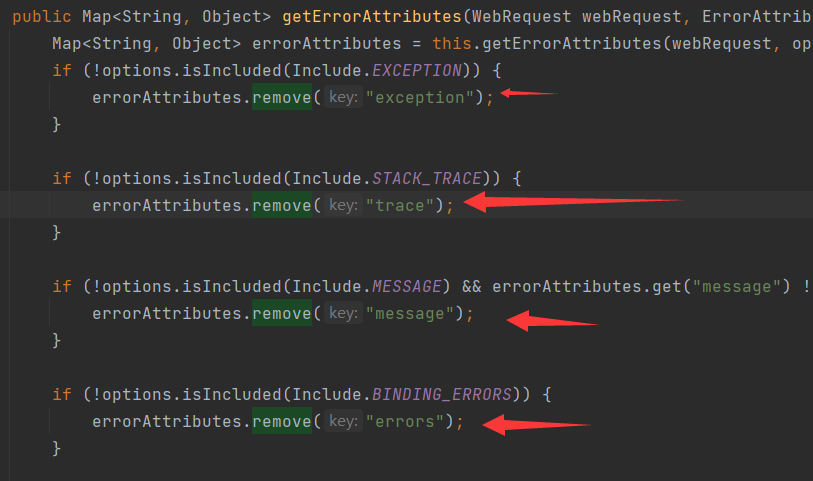 public Map<String, Object> getErrorAttributes(WebRequest webRequest, ErrorAttrib
Map<String, Object> errorAttributes = this.getErrorAttributes(webRequest, op
if (!options.isIncluded(Include.EXCEPTION)) {
errorAttributes.remove( key: "exception");
}
if (!options.isIncluded(Include.STACK_TRACE)) {
errorAttributes.remove( key: "trace");
}
if (!options.isIncluded(Include.MESSAGE) && errorAttributes.get("message") !
errorAttributes.remove( key: "message");
}
if (!options.isIncluded(Include.BINDING_ERRORS)) {
errorAttributes.remove( key: "errors");
}